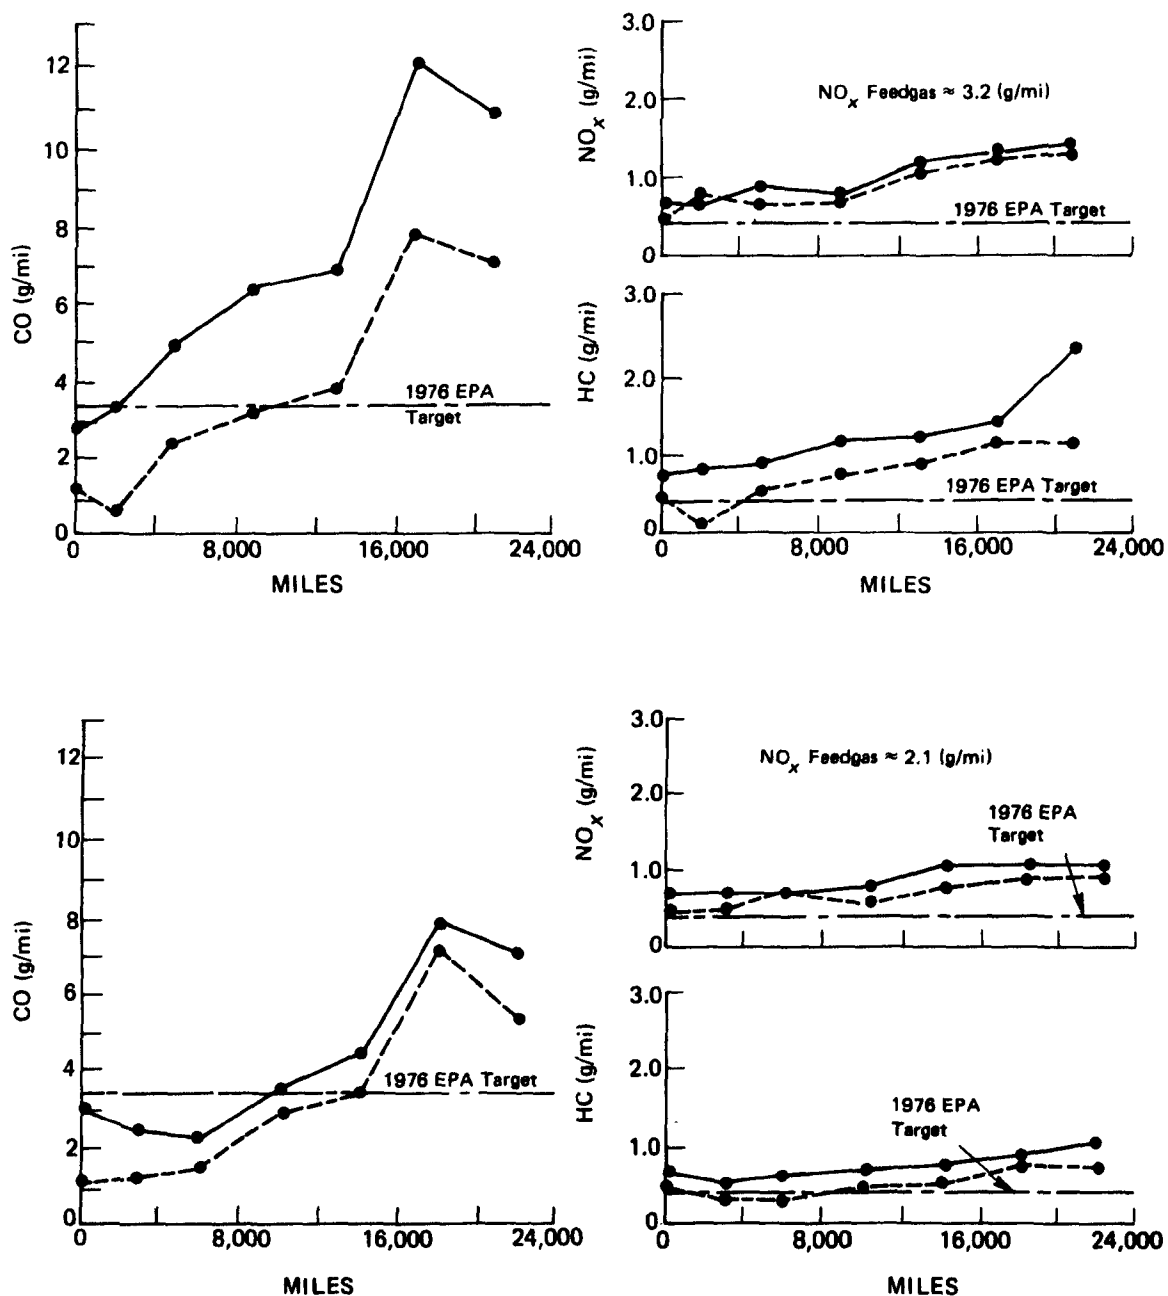 CO (g/mi)
12
10
8
6
4
2
0
1976 EPA
Target
0
8,000
16,000
24,000
MILES
NOx (g/mi)
3.0
2.0
1.0
0
NOx Feedgas ≈ 3.2 (g/mi)
1976 EPA Target
HC (g/mi)
3.0
2.0
1.0
0
1976 EPA Target
0
8,000
16,000
24,000
MILES
CO (g/mi)
12
10
8
6
4
2
0
1976 EPA Target
0
8,000
16,000
24,000
MILES
NOx (g/mi)
3.0
2.0
1.0
0
NOx Feedgas ≈ 2.1 (g/mi)
1976 EPA
Target
HC (g/mi)
3.0
2.0
1.0
0
1976 EPA
Target
0
8,000
16,000
24,000
MILES